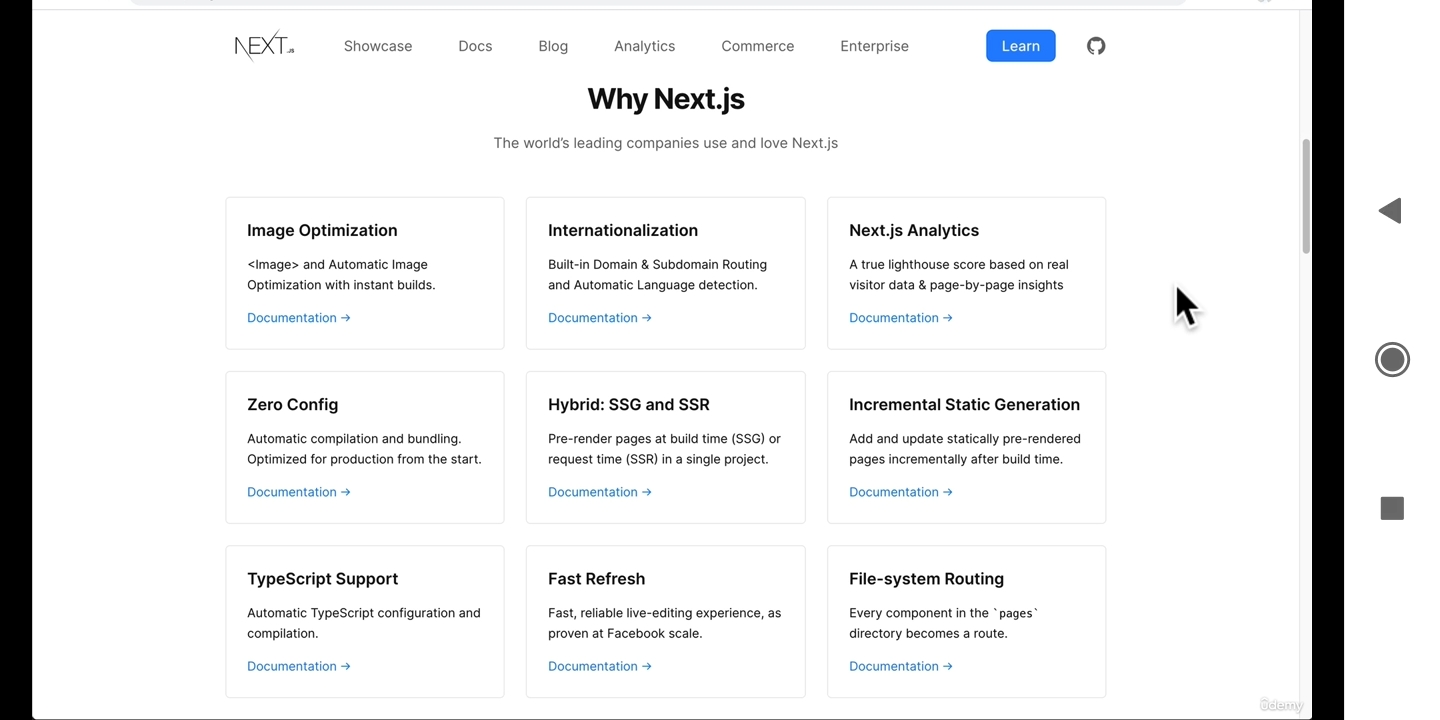 NEXT.JS
Showcase
Docs
Blog
Analytics
Commerce
Enterprise
Learn
Why Next.js
The world's leading companies use and love Next.js
Image Optimization
<Image> and Automatic Image
Optimization with instant builds.
Documentation →
Internationalization
Built-in Domain & Subdomain Routing
and Automatic Language detection.
Documentation →
Next.js Analytics
A true lighthouse score based on real
visitor data & page-by-page insights
Documentation →
Zero Config
Automatic compilation and bundling.
Optimized for production from the start.
Documentation →
Hybrid: SSG and SSR
Pre-render pages at build time (SSG) or
request time (SSR) in a single project.
Documentation →
Incremental Static Generation
Add and update statically pre-rendered
pages incrementally after build time.
Documentation →
TypeScript Support
Automatic TypeScript configuration and
compilation.
Documentation →
Fast Refresh
Fast, reliable live-editing experience, as
proven at Facebook scale.
Documentation →
File-system Routing
Every component in the `pages`
directory becomes a route.
Documentation →
ûdemy